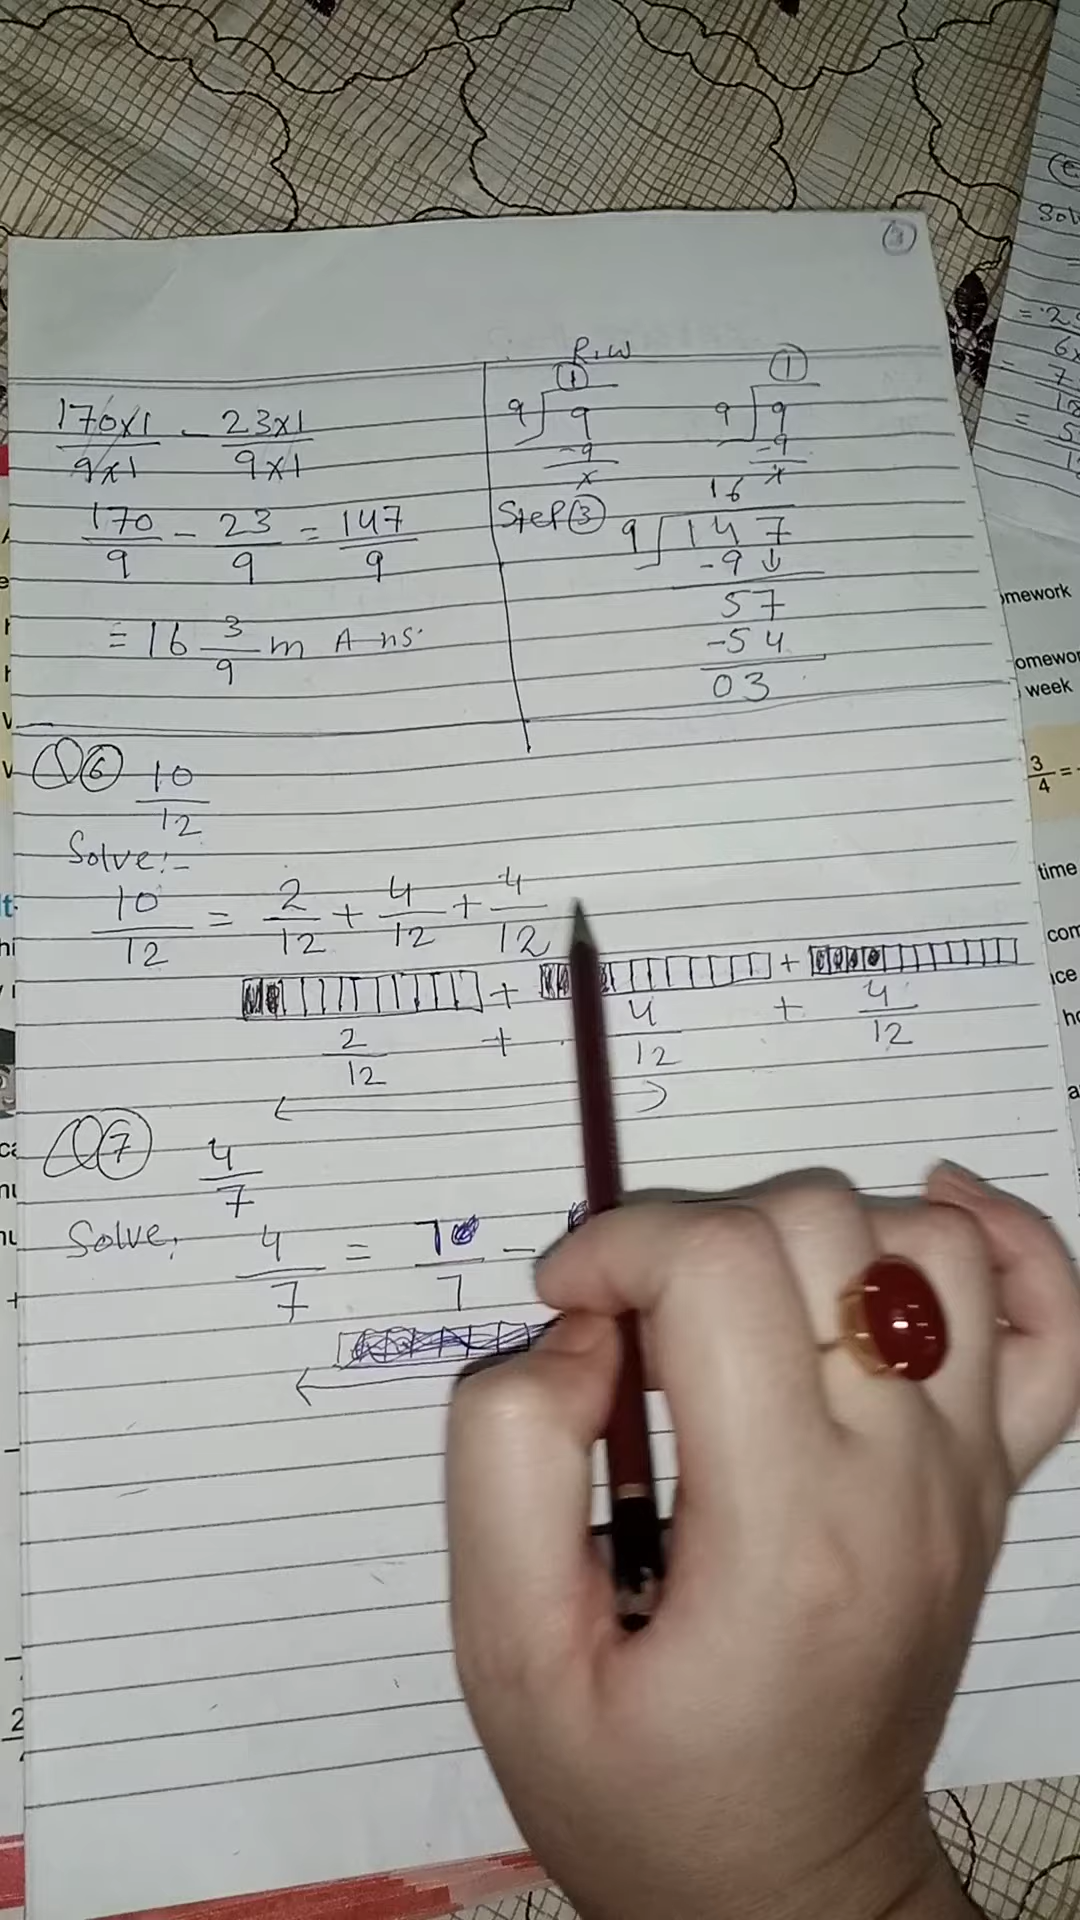 3
R.W
170x1/9x1 - 23x1/9x1
170/9 - 23/9 = 147/9
= 16 3/9 m Ans.
1
9 9
-9
x
1
9 9
-9
x
Step 3
16
9 147
-9↓
57
-54
03
Q6 10/12
Solve:-
10/12 = 2/12 + 4/12 + 4/12
+ +
2/12 + 4/12 + 4/12
Q7 4/7
Solve:
4/7 = 1/7 -
omework
omewor
week
3/4 =
time
com